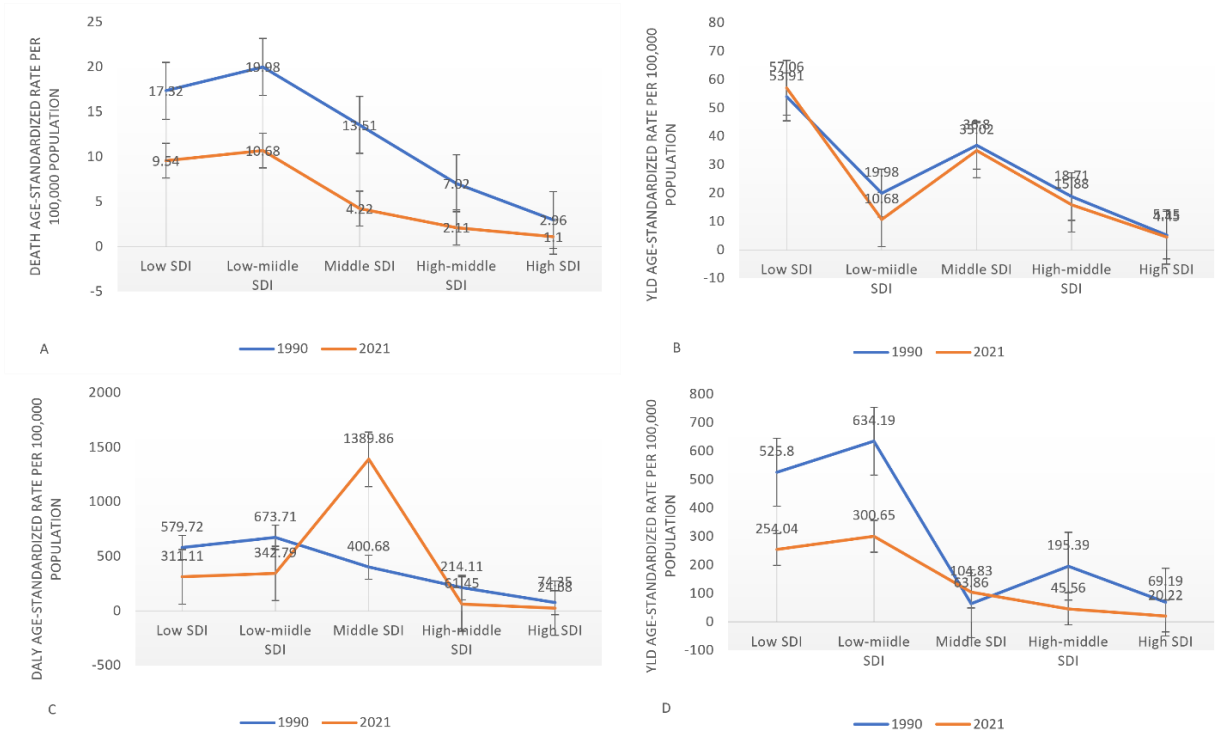 25
20
15
10
5
0
-5
DEATH AGE-STANDARDIZED RATE PER
100,000 POPULATION
17.32
19.98
13.51
7.02
2.96
9.54
10.68
4.22
2.11
1.1
Low SDI
Low-miidle
SDI
Middle SDI
High-middle
SDI
High SDI
A
1990
2021
80
70
60
50
40
30
20
10
0
-10
YLD AGE-STANDARDIZED RATE PER 100,000
POPULATION
57.06
53.91
19.98
10.68
35.02
18.71
15.88
4.45
Low SDI
Low-miidle
SDI
Middle SDI
High-middle
SDI
High SDI
B
1990
2021
2000
1500
1000
500
0
-500
DALY AGE-STANDARDIZED RATE PER 100,000
POPULATION
1389.86
579.72
673.71
400.68
214.11
311.11
342.79
61.45
Low SDI
Low-miidle
SDI
Middle SDI
High-middle
SDI
High SDI
C
1990
2021
800
700
600
500
400
300
200
100
0
-100
YLD AGE-STANDARDIZED RATE PER 100,000
POPULATION
525.8
634.19
254.04
300.65
104.83
63.86
195.39
45.56
69.19
20.22
Low SDI
Low-miidle
SDI
Middle SDI
High-middle
SDI
High SDI
D
1990
2021